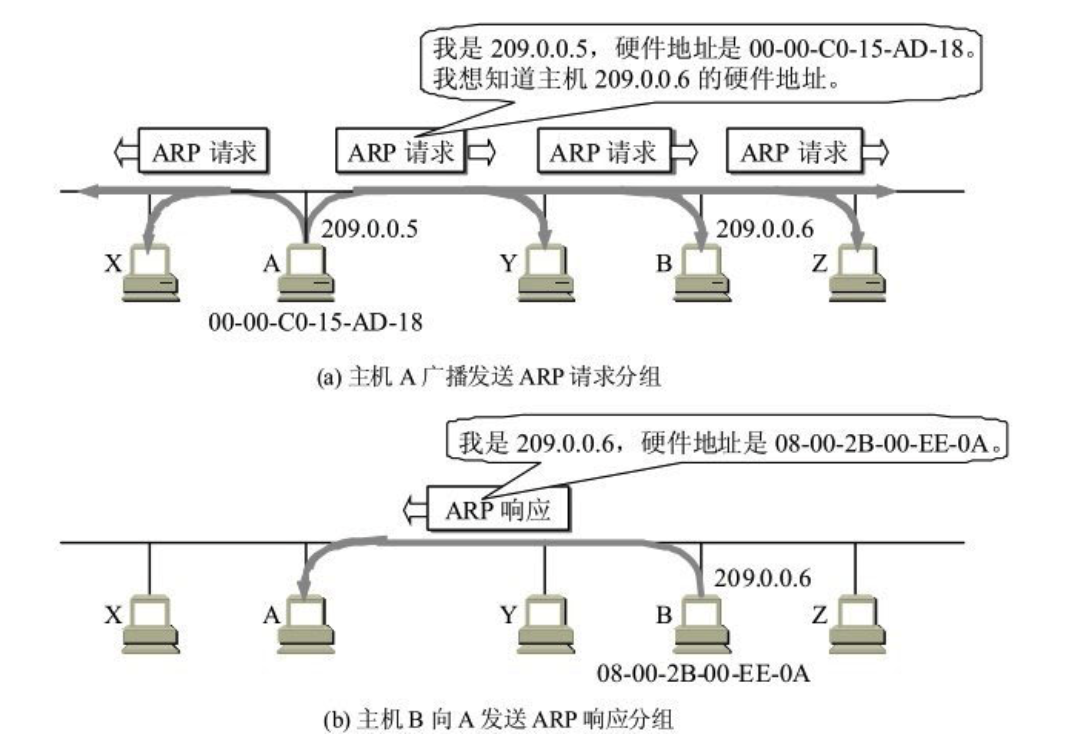 我是 209.0.0.5，硬件地址是 00-00-C0-15-AD-18。
我想知道主机 209.0.0.6 的硬件地址。
ARP 请求
ARP 请求
ARP 请求
ARP 请求
209.0.0.5
209.0.0.6
X
A
Y
B
Z
00-00-C0-15-AD-18
(a) 主机 A 广播发送 ARP 请求分组
我是 209.0.0.6，硬件地址是 08-00-2B-00-EE-0A。
ARP 响应
209.0.0.6
X
A
Y
B
Z
08-00-2B-00-EE-0A
(b) 主机 B 向 A 发送 ARP 响应分组